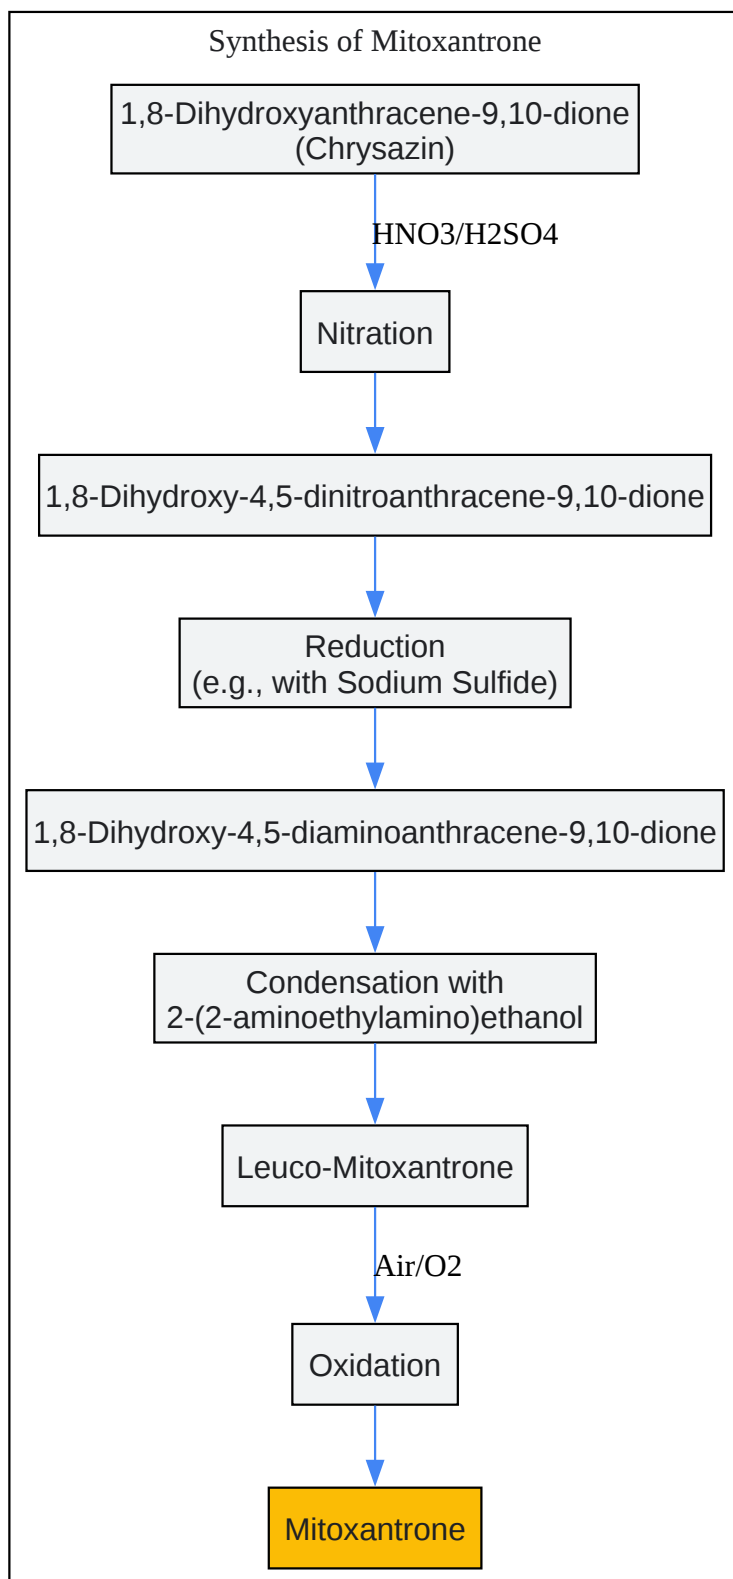 Synthesis of Mitoxantrone
1,8-Dihydroxyanthracene-9,10-dione
(Chrysazin)
HNO3/H2SO4
Nitration
1,8-Dihydroxy-4,5-dinitroanthracene-9,10-dione
Reduction
(e.g., with Sodium Sulfide)
1,8-Dihydroxy-4,5-diaminoanthracene-9,10-dione
Condensation with
2-(2-aminoethylamino)ethanol
Leuco-Mitoxantrone
Air/O2
Oxidation
Mitoxantrone